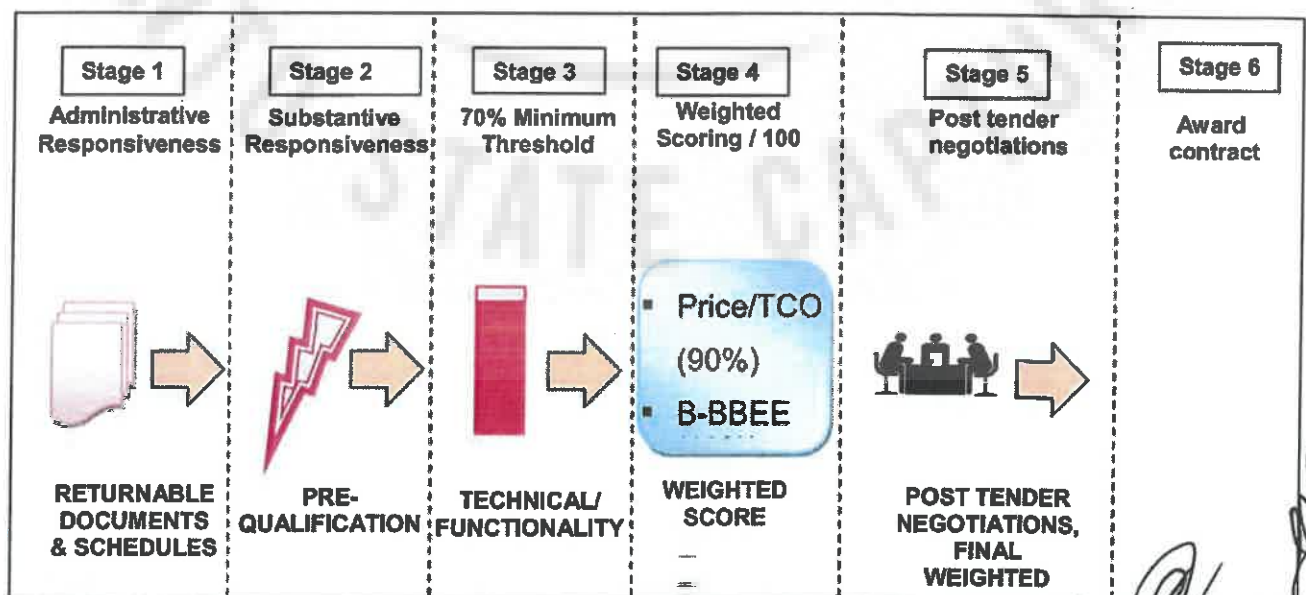 Stage 1
Administrative
Responsiveness
RETURNABLE
DOCUMENTS
& SCHEDULES
Stage 2
Substantive
Responsiveness
PRE-
QUALIFICATION
Stage 3
70% Minimum
Threshold
TECHNICAL/
FUNCTIONALITY
Stage 4
Weighted
Scoring / 100
▪ Price/TCO
(90%)
▪ B-BBEE
WEIGHTED
SCORE
Stage 5
Post tender
negotiations
POST TENDER
NEGOTIATIONS,
FINAL
WEIGHTED
Stage 6
Award
contract
STATE